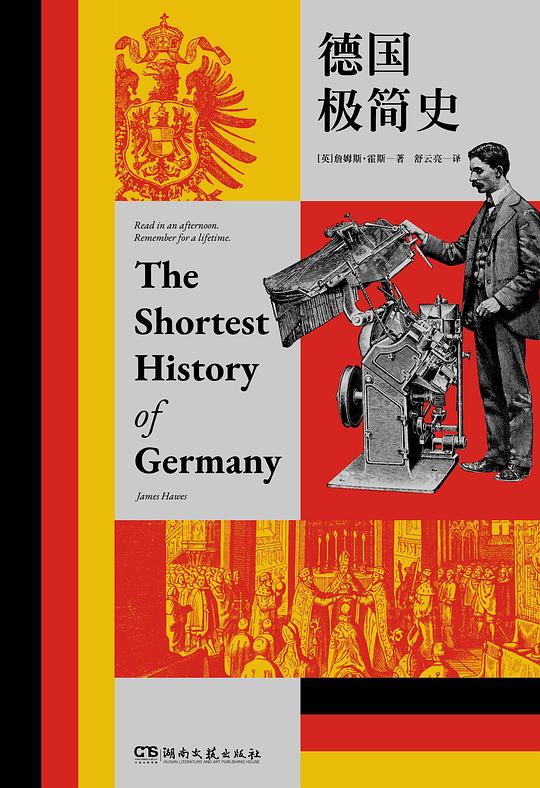 德国
极简史
[英]詹姆斯·霍斯—著 舒云亮—译
Read in an afternoon.
Remember for a lifetime.
The
Shortest
History
of
Germany
James Hawes
湖南文艺出版社
HUNAN LITERATURE AND ART PUBLISHING HOUSE